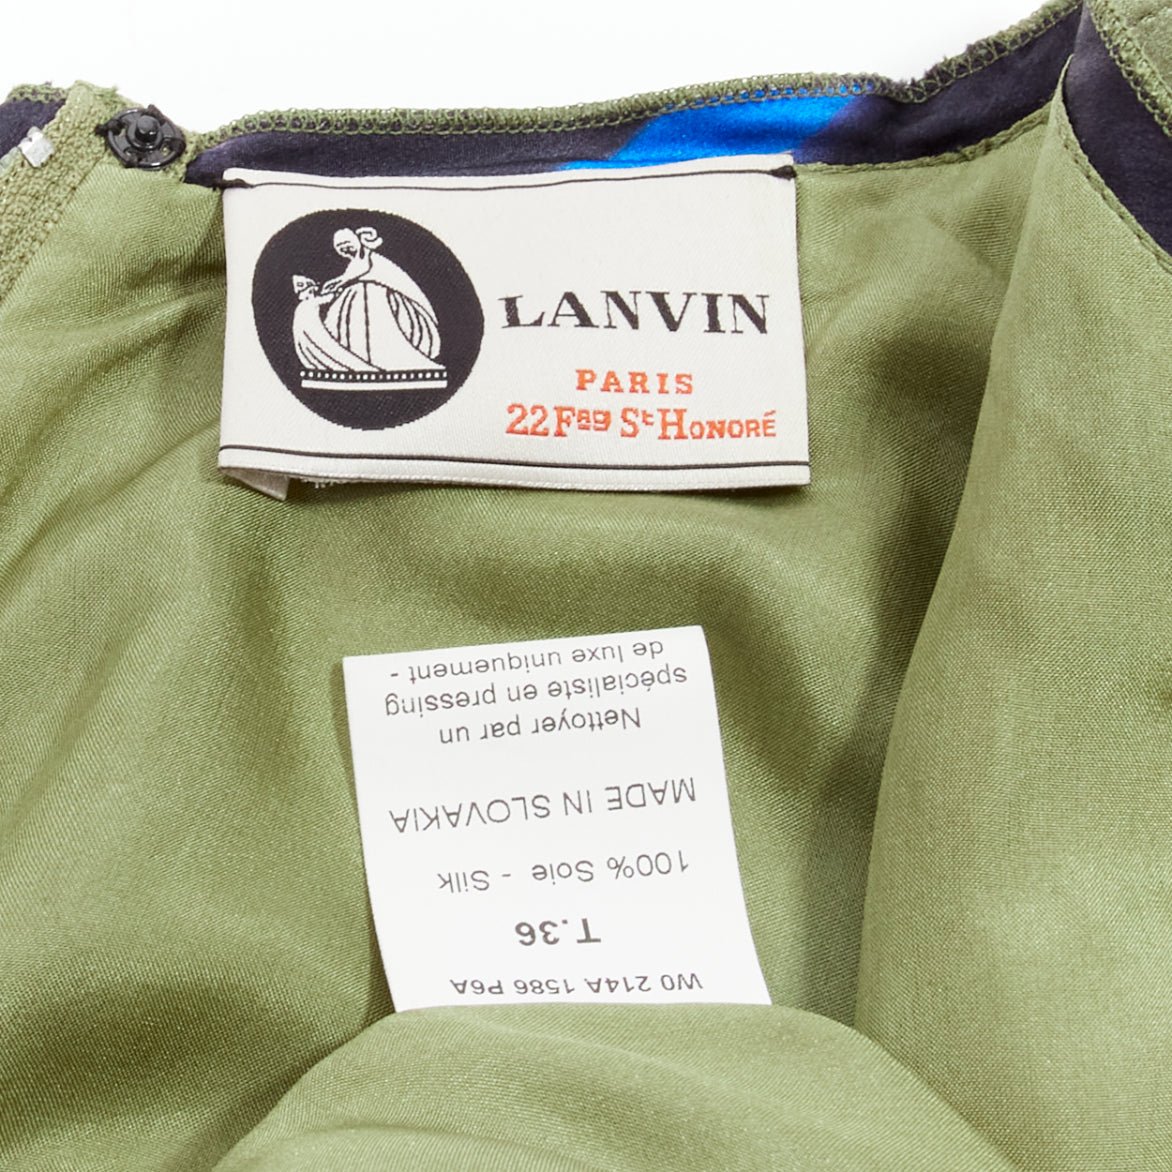 LANVIN
PARIS
22 Fag St HONORÉ
W0 214A 1586 P6A
T.36
100% Soie - Silk
MADE IN SLOVAKIA
Nettoyer par un
spécialiste en pressing
de luxe uniquement -